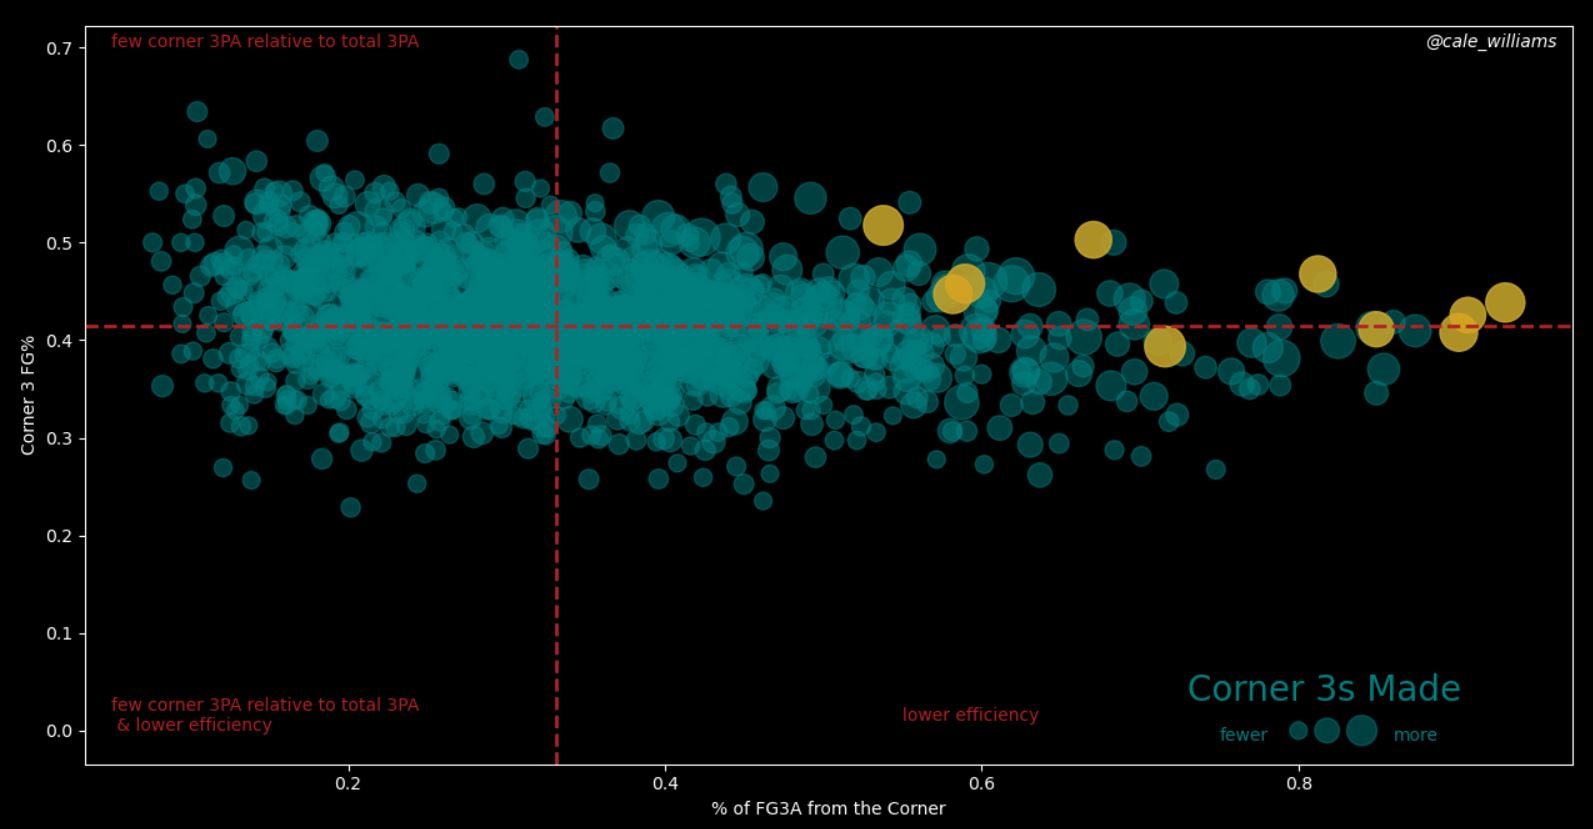 few corner 3PA relative to total 3PA
@cale_williams
0.7
0.6
0.5
0.4
0.3
0.2
0.1
0.0
Corner 3 FG%
few corner 3PA relative to total 3PA
& lower efficiency
lower efficiency
Corner 3s Made
fewer more
0.2 0.4 0.6 0.8
% of FG3A from the Corner